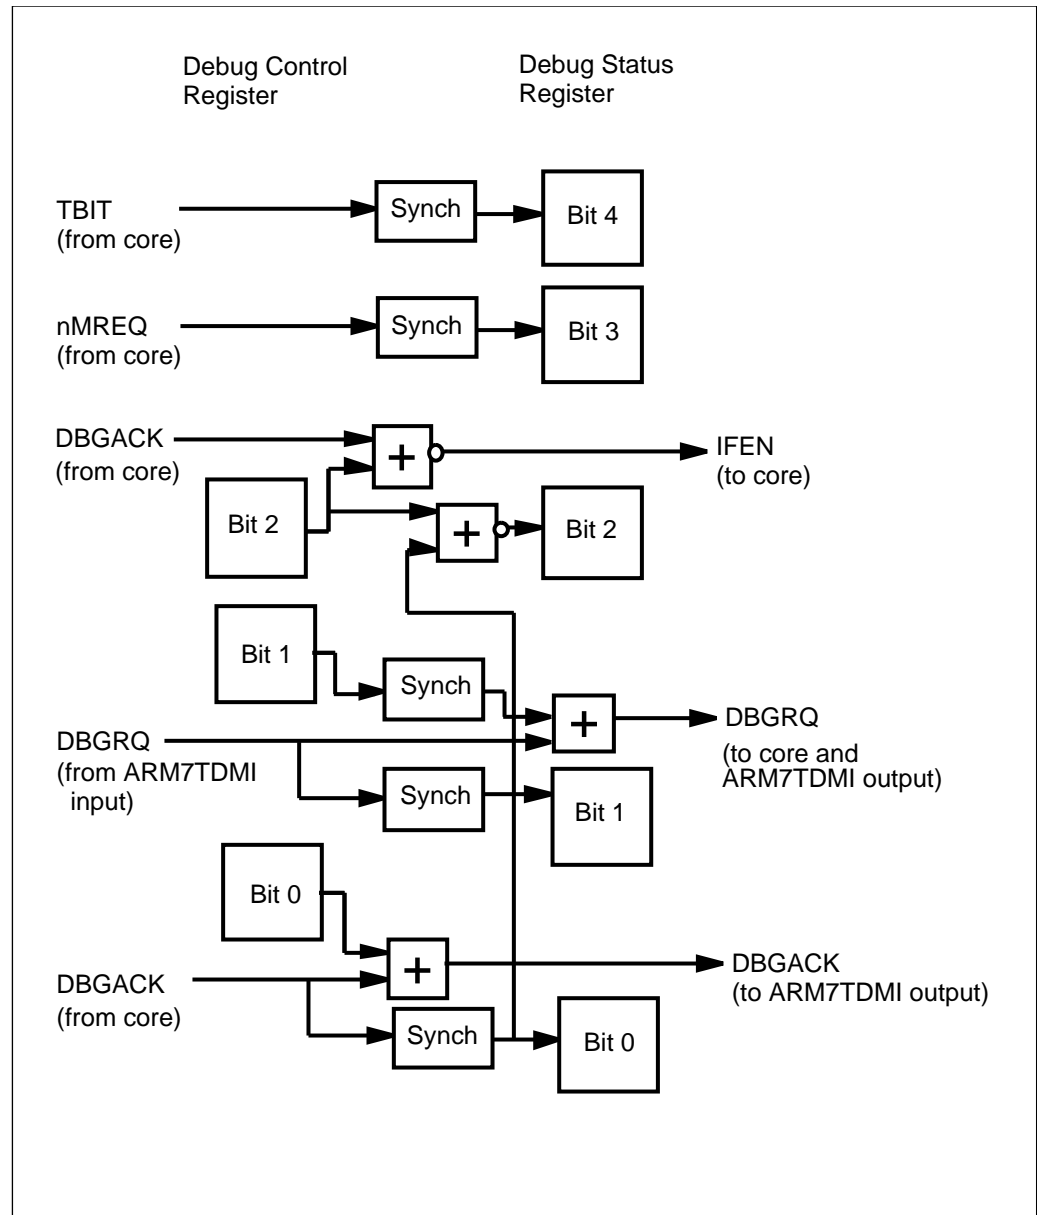 Debug Control
Register
Debug Status
Register
TBIT
(from core)
Synch
Bit 4
nMREQ
(from core)
Synch
Bit 3
DBGACK
(from core)
+
IFEN
(to core)
Bit 2
+
Bit 2
Bit 1
Synch
+
DBGRQ
(to core and
ARM7TDMI output)
DBGRQ
(from ARM7TDMI
input)
Synch
Bit 1
Bit 0
+
DBGACK
(to ARM7TDMI output)
DBGACK
(from core)
Synch
Bit 0